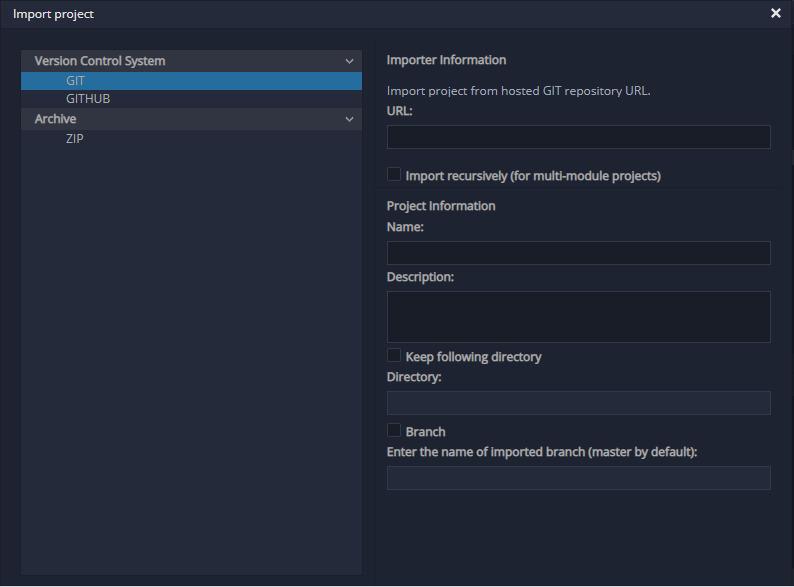 Import project
Version Control System
GIT
GITHUB
Archive
ZIP
Importer Information
Import project from hosted GIT repository URL.
URL:
Import recursively (for multi-module projects)
Project Information
Name:
Description:
Keep following directory
Directory:
Branch
Enter the name of imported branch (master by default):